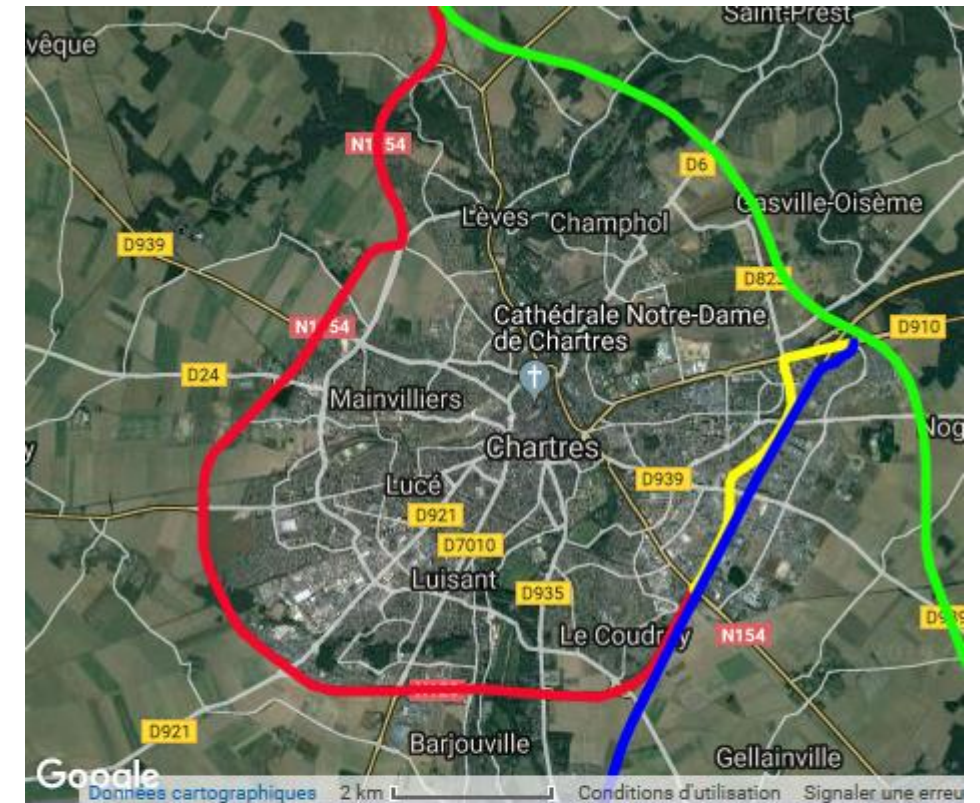 Saint-Prest
vêque
N1154
D6
Gasville-Oisème
Lèves
Champhol
D939
D823
Cathédrale Notre-Dame
de Chartres
D910
D24
Mainvilliers
Chartres
Nog
y
Lucé
D939
D921
D7010
Luisant
D935
Le Coudray
N154
D939
D921
Barjouville
Gellainville
Google
Données cartographiques
2 km
Conditions d'utilisation
Signaler une erreu